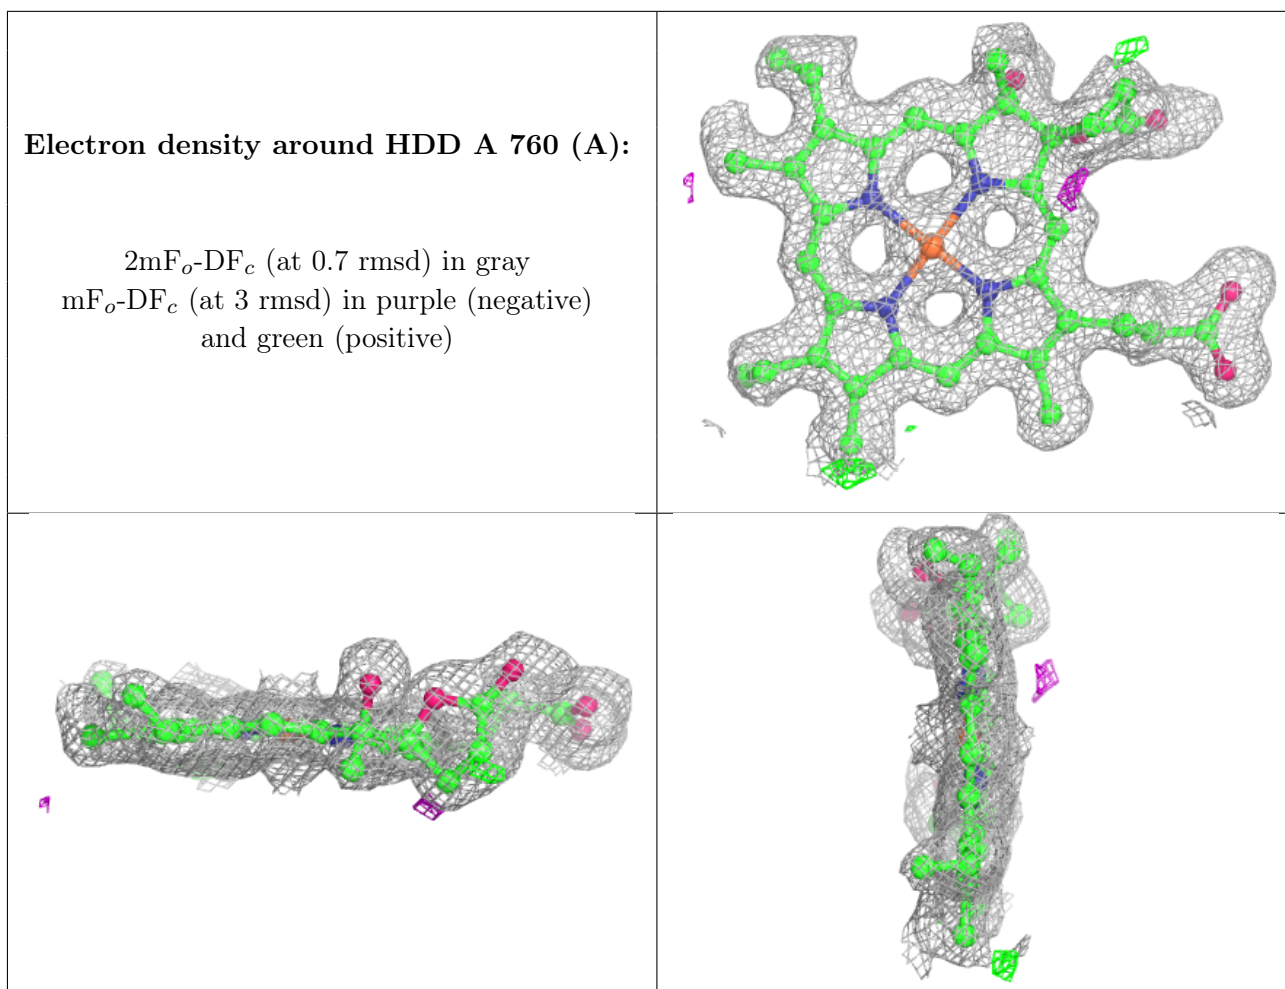 Electron density around HDD A 760 (A):
2mFo-DFc (at 0.7 rmsd) in gray
mFo-DFc (at 3 rmsd) in purple (negative)
and green (positive)